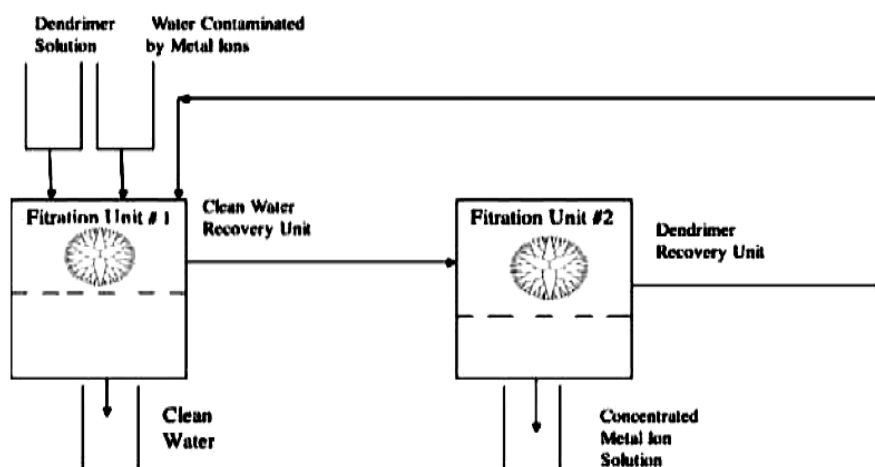 Dendrimer
Solution
Water Contaminated
by Metal Ions
Fitration Unit # 1
Clean Water
Recovery Unit
Fitration Unit #2
Dendrimer
Recovery Unit
Clean
Water
Concentrated
Metal Ion
Solution